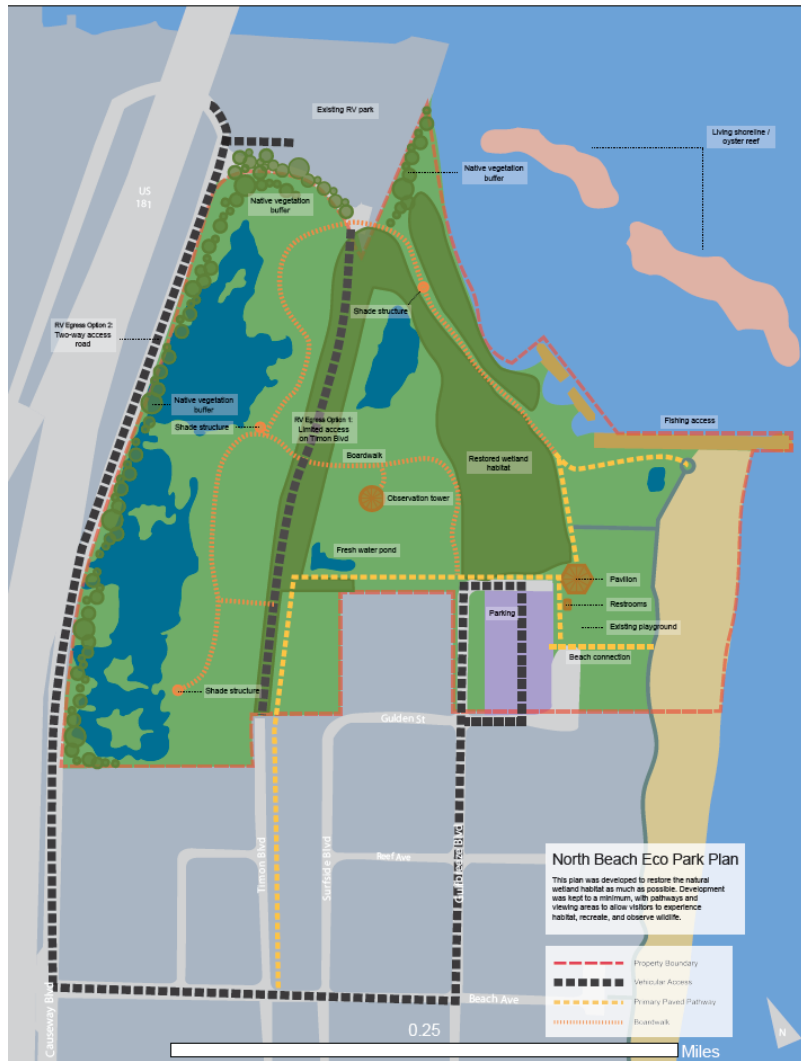 Existing RV park
Living shoreline /
oyster reef
Native vegetation
buffer
US
181
Native vegetation
buffer
Shade structure
RV Egress Option 2:
Two-way access
road
Native vegetation
buffer
Shade structure
RV Egress Option 1:
Limited access
on Timon Blvd
Fishing access
Boardwalk
Restored wetland
habitat
Observation tower
Fresh water pond
Pavilion
Parking
Restrooms
Existing playground
Beach connection
Shade structure
Gulden St
Timon Blvd
Surfside Blvd
Gulfbreeze Blvd
Reef Ave
North Beach Eco Park Plan
This plan was developed to restore the natural
wetland habitat as much as possible. Development
was kept to a minimum, with pathways and
viewing areas to allow visitors to experience
habitat, recreate, and observe wildlife.
Property Boundary
Vehicular Access
Primary Paved Pathway
Boardwalk
Causeway Blvd
Beach Ave
0.25
Miles
N